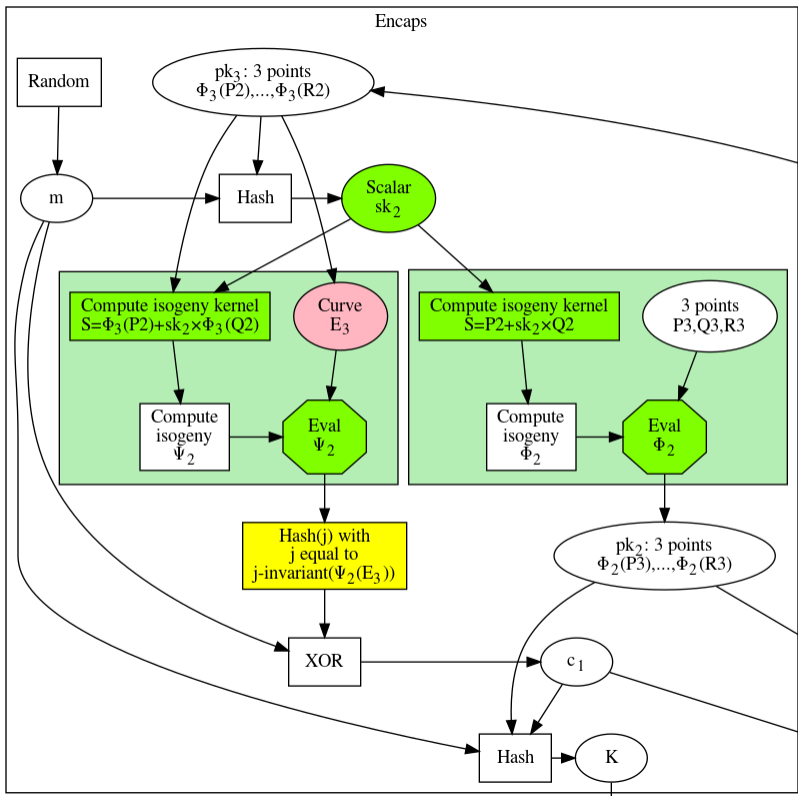 Encaps
Random
pk3: 3 points
Φ3(P2),...,Φ3(R2)
m
Hash
Scalar
sk2
Compute isogeny kernel
S=Φ3(P2)+sk2×Φ3(Q2)
Curve
E3
Compute isogeny kernel
S=P2+sk2×Q2
3 points
P3,Q3,R3
Compute
isogeny
Ψ2
Eval
Ψ2
Compute
isogeny
Φ2
Eval
Φ2
Hash(j) with
j equal to
j-invariant(Ψ2(E3))
pk2: 3 points
Φ2(P3),...,Φ2(R3)
XOR
c1
Hash
K